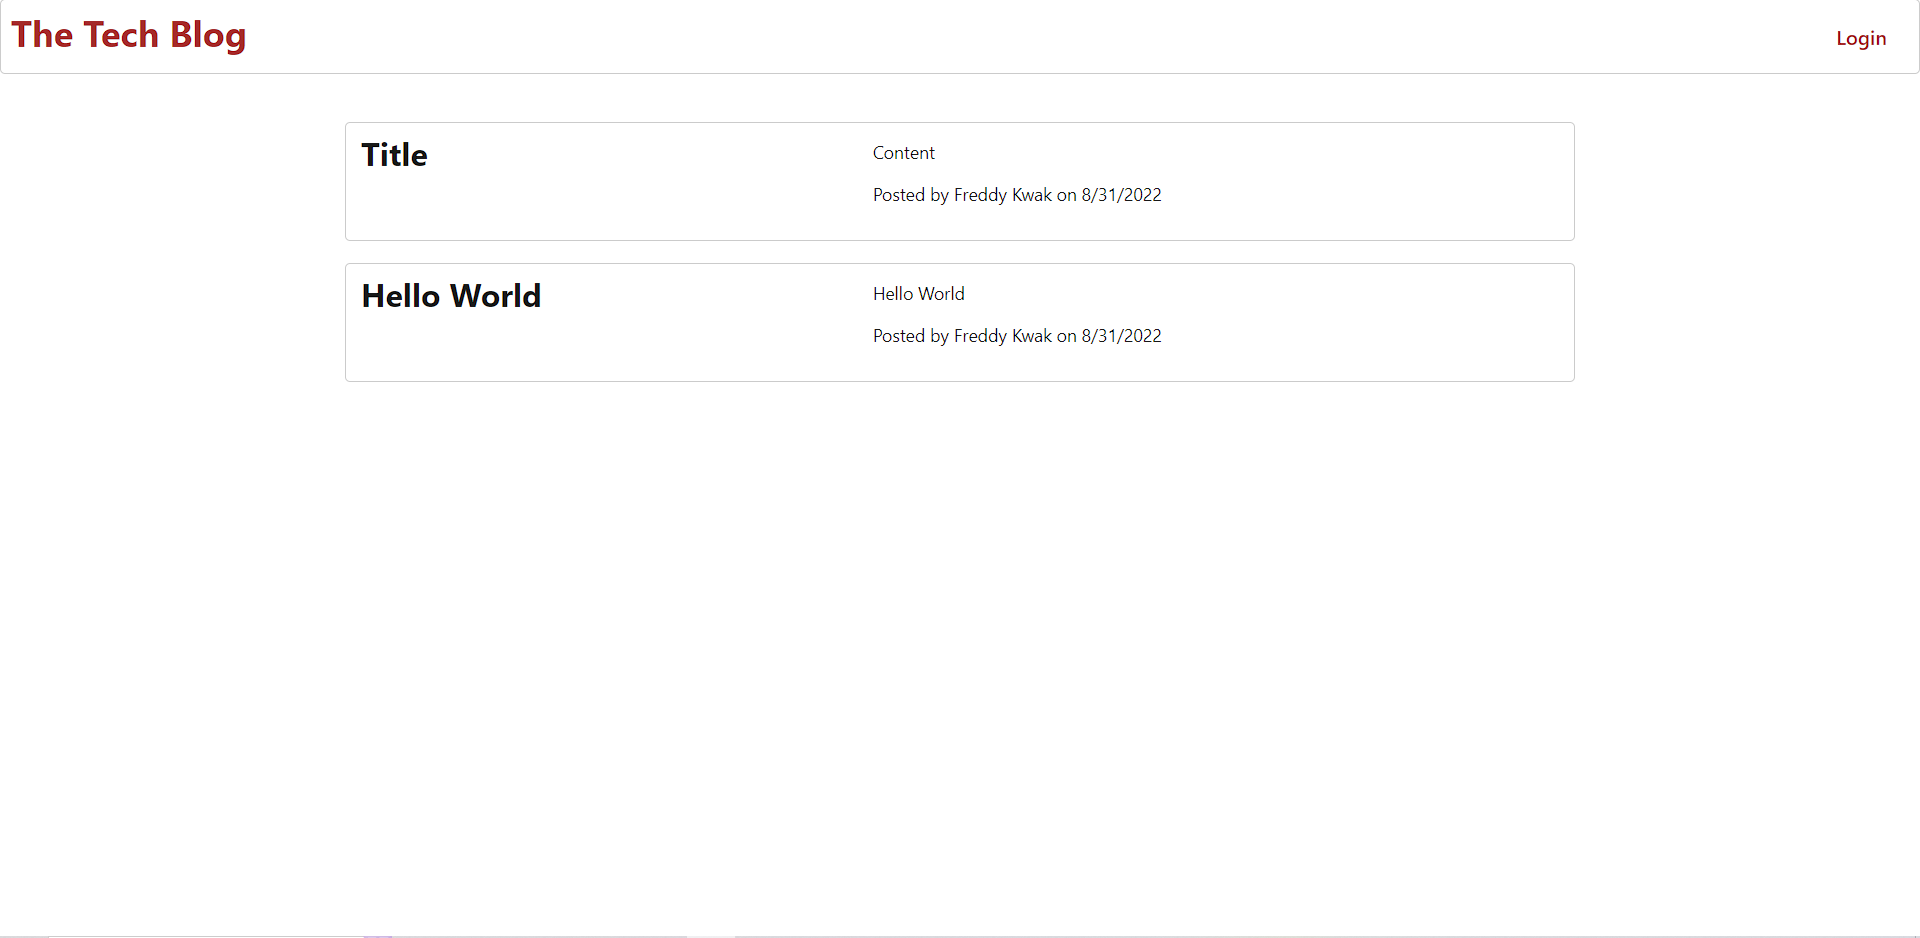 The Tech Blog
Login
Title
Content
Posted by Freddy Kwak on 8/31/2022
Hello World
Hello World
Posted by Freddy Kwak on 8/31/2022